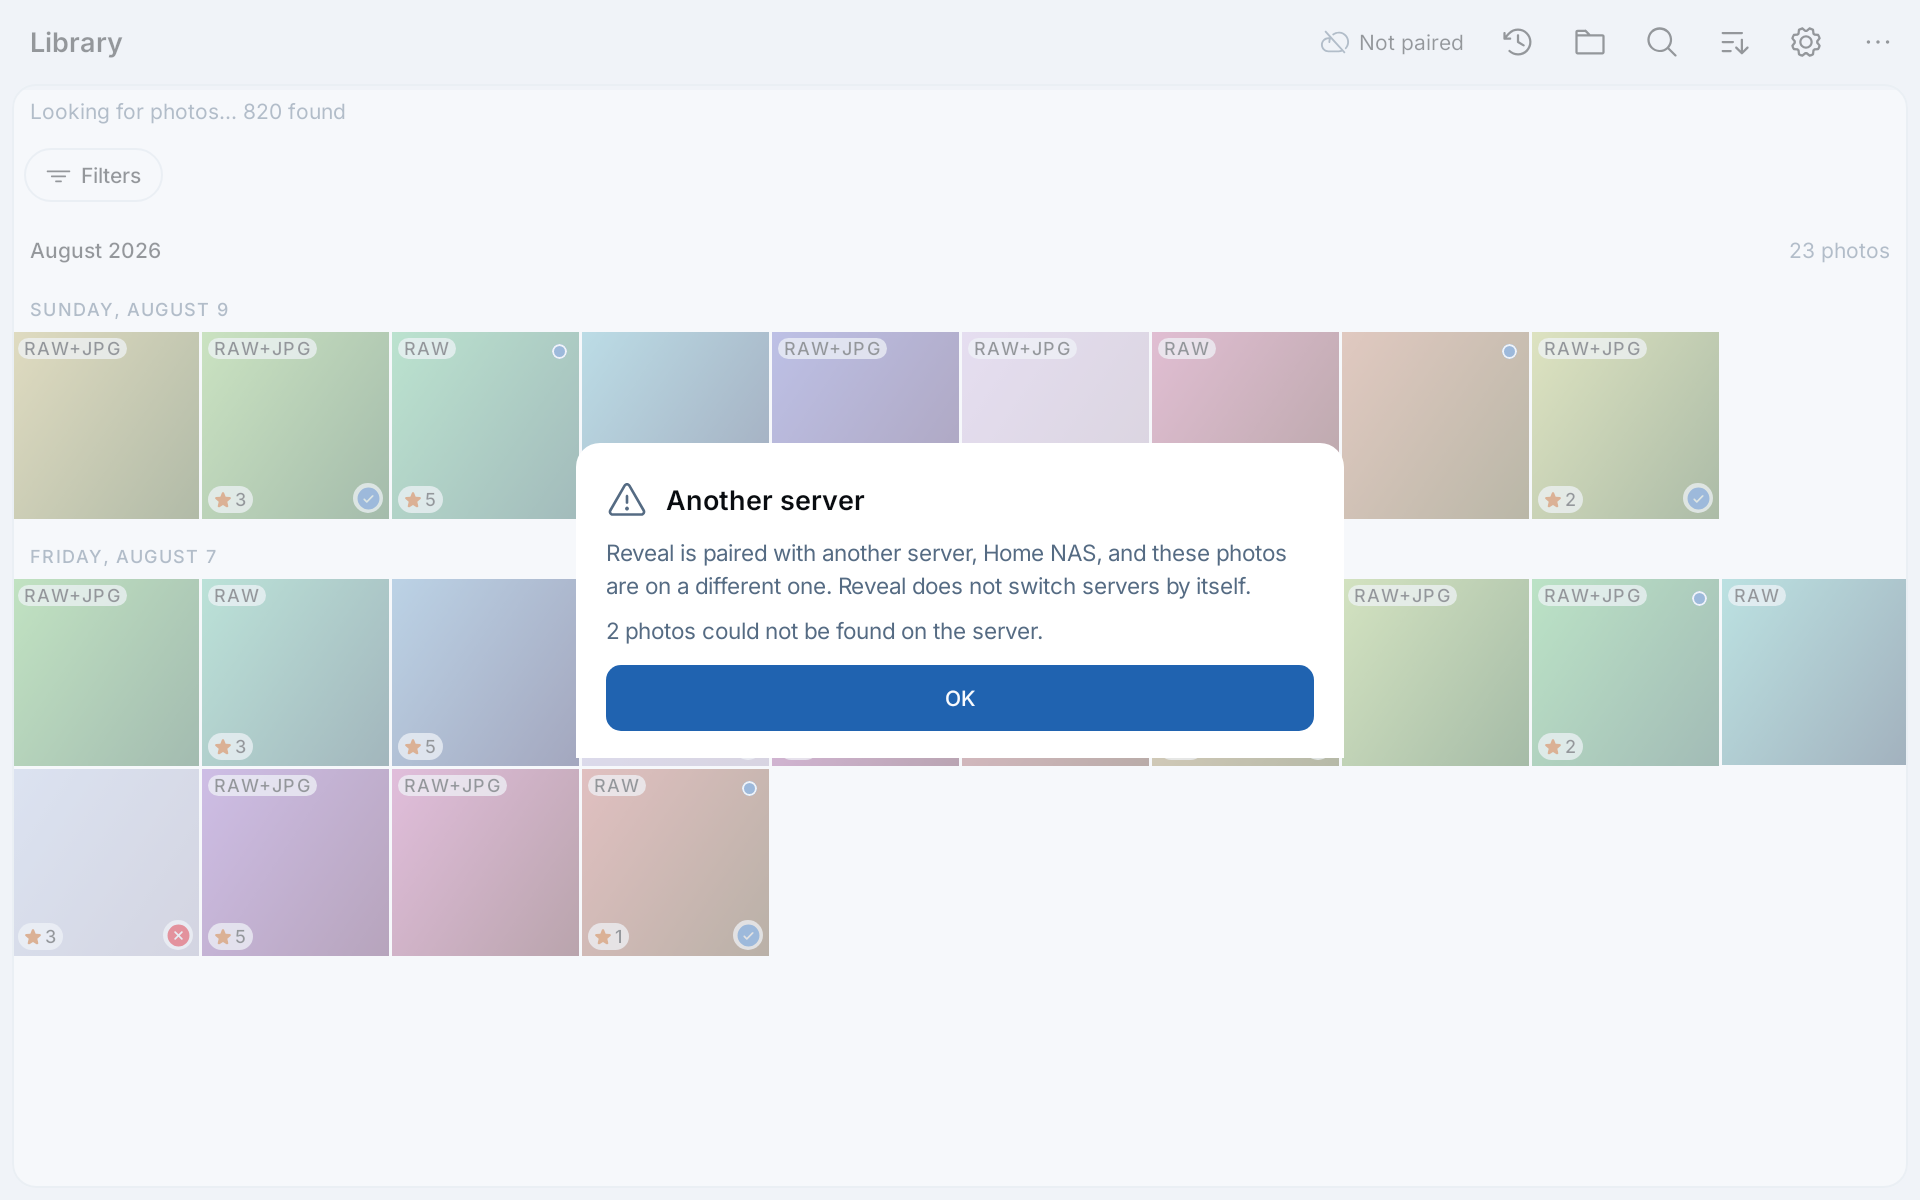 Library
Not paired
Looking for photos... 820 found
Filters
August 2026
23 photos
SUNDAY, AUGUST 9
RAW+JPG
RAW+JPG
RAW
RAW+JPG
RAW+JPG
RAW
RAW+JPG
3
5
2
Another server
Reveal is paired with another server, Home NAS, and these photos
are on a different one. Reveal does not switch servers by itself.
2 photos could not be found on the server.
OK
FRIDAY, AUGUST 7
RAW+JPG
RAW
RAW+JPG
RAW+JPG
RAW
3
5
2
RAW+JPG
RAW+JPG
RAW
3
5
1